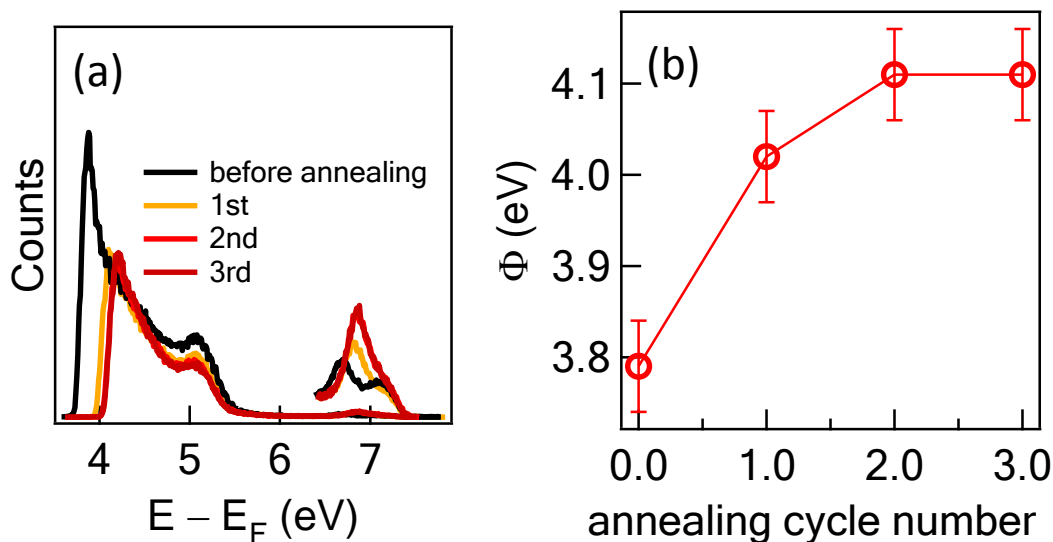 (a)
before annealing
1st
2nd
3rd
Counts
4 5 6 7
E – E_F (eV)
(b)
4.1
4.0
3.9
3.8
Φ (eV)
0.0 1.0 2.0 3.0
annealing cycle number